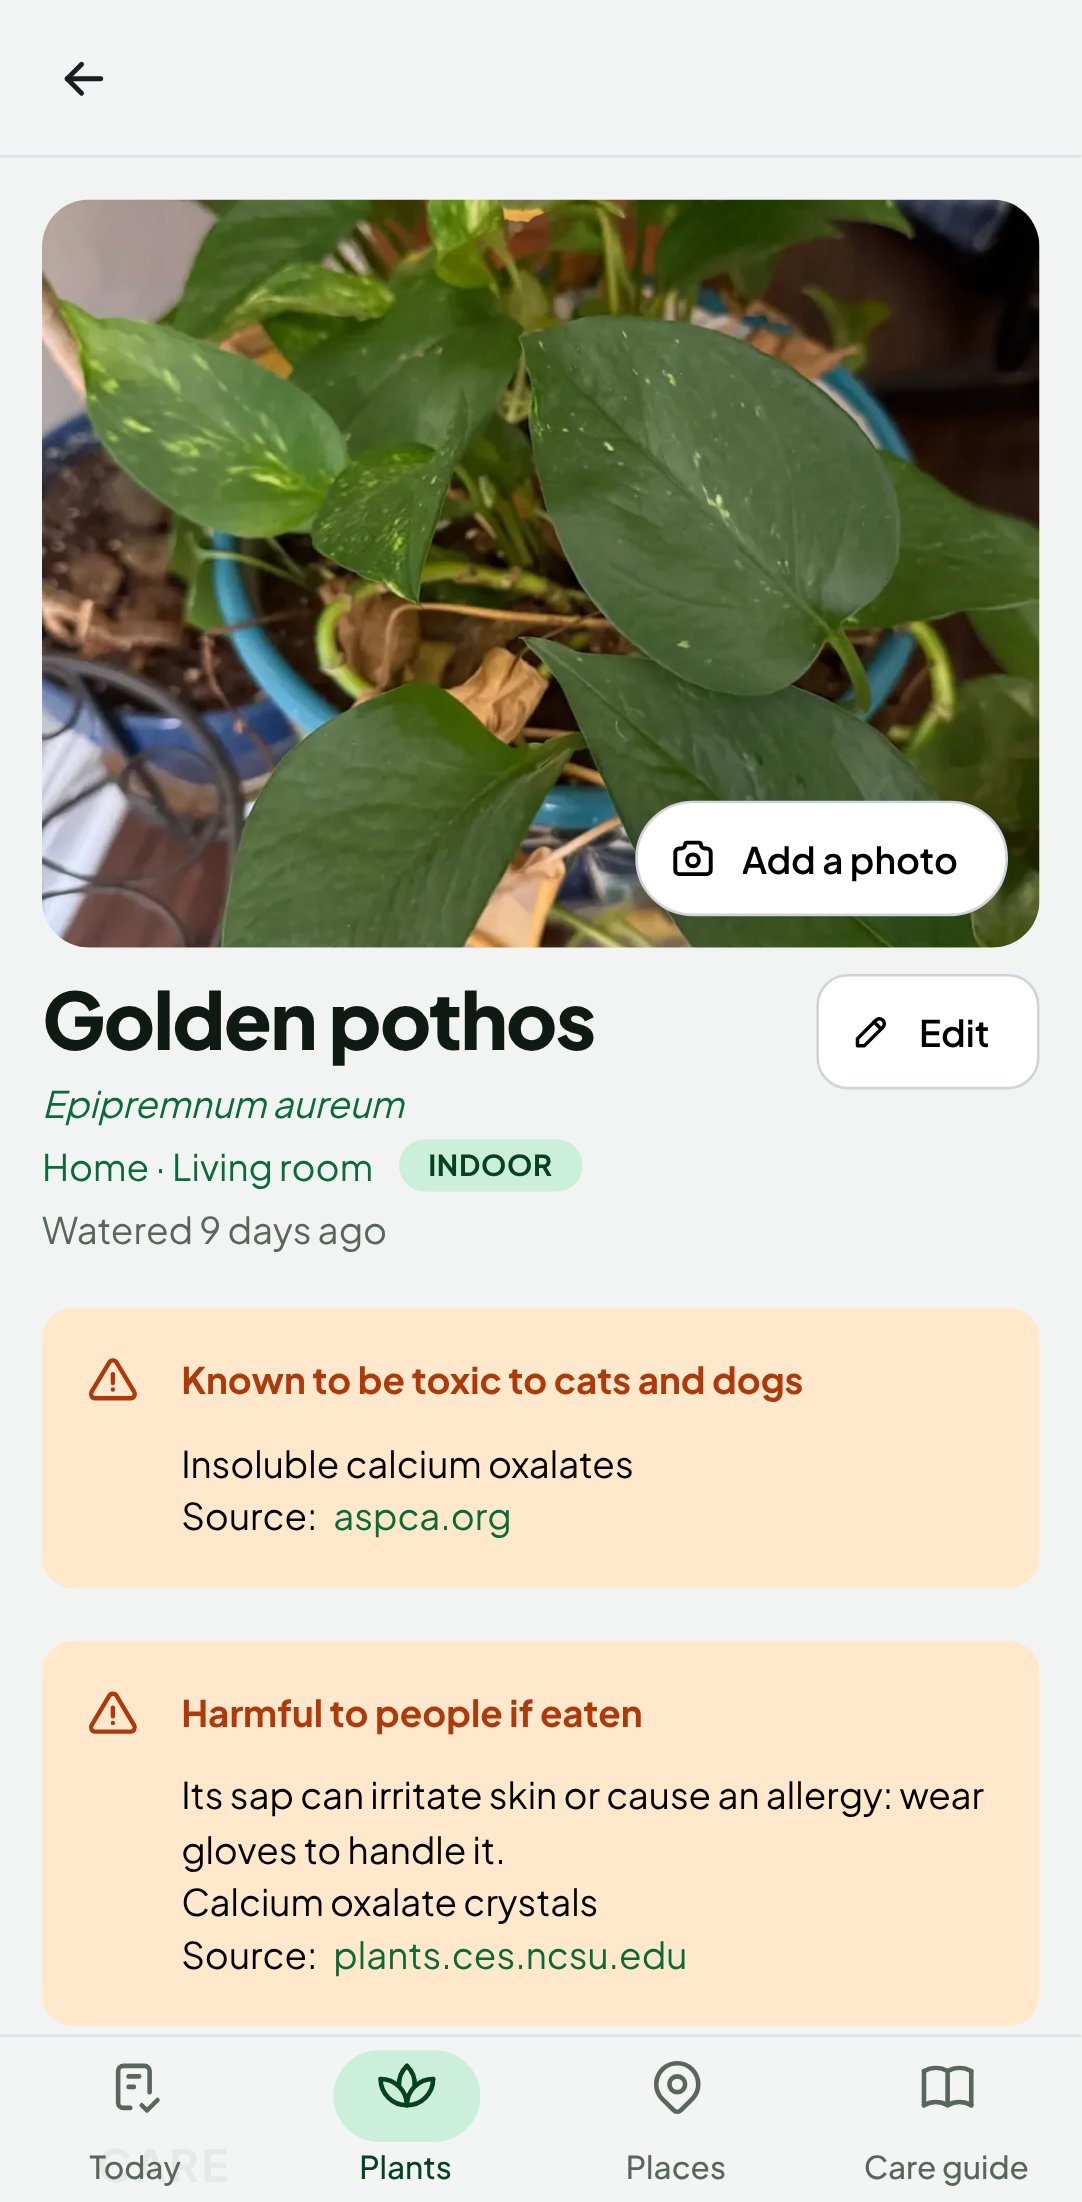 Add a photo
Golden pothos
Edit
Epipremnum aureum
Home · Living room
INDOOR
Watered 9 days ago
Known to be toxic to cats and dogs
Insoluble calcium oxalates
Source: aspca.org
Harmful to people if eaten
Its sap can irritate skin or cause an allergy: wear
gloves to handle it.
Calcium oxalate crystals
Source: plants.ces.ncsu.edu
CARE
Today
Plants
Places
Care guide